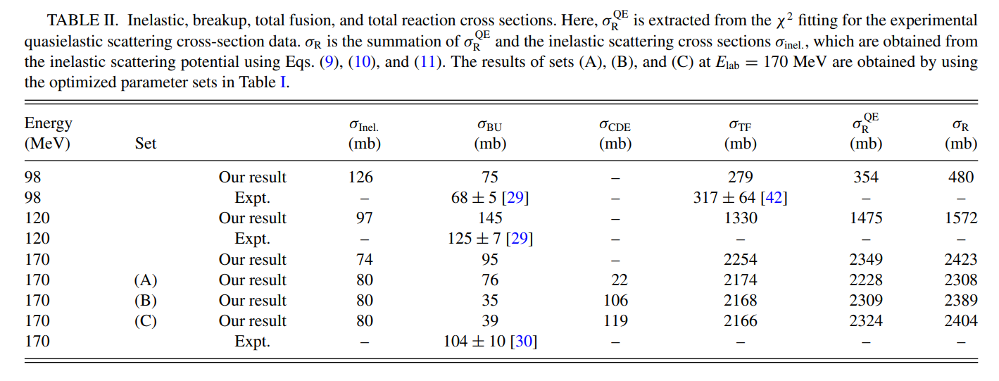 TABLE II. Inelastic, breakup, total fusion, and total reaction cross sections. Here, σ_R^QE is extracted from the χ² fitting for the experimental
quasielastic scattering cross-section data. σ_R is the summation of σ_R^QE and the inelastic scattering cross sections σ_inel., which are obtained from
the inelastic scattering potential using Eqs. (9), (10), and (11). The results of sets (A), (B), and (C) at E_lab = 170 MeV are obtained by using
the optimized parameter sets in Table I.
Energy σ_Inel. σ_BU σ_CDE σ_TF σ_R^QE σ_R
(MeV) Set (mb) (mb) (mb) (mb) (mb) (mb)
98 Our result 126 75 – 279 354 480
98 Expt. – 68 ± 5 [29] – 317 ± 64 [42] – –
120 Our result 97 145 – 1330 1475 1572
120 Expt. – 125 ± 7 [29] – – – –
170 Our result 74 95 – 2254 2349 2423
170 (A) Our result 80 76 22 2174 2228 2308
170 (B) Our result 80 35 106 2168 2309 2389
170 (C) Our result 80 39 119 2166 2324 2404
170 Expt. – 104 ± 10 [30] – – – –